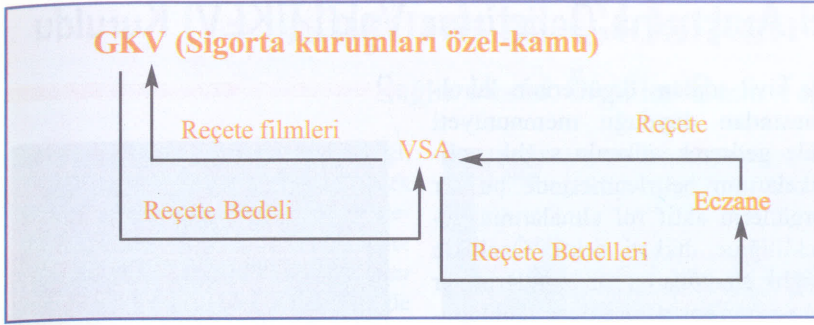 GKV (Sigorta kurumları özel-kamu)
Reçete filmleri
Reçete
VSA
Reçete Bedeli
Eczane
Reçete Bedelleri